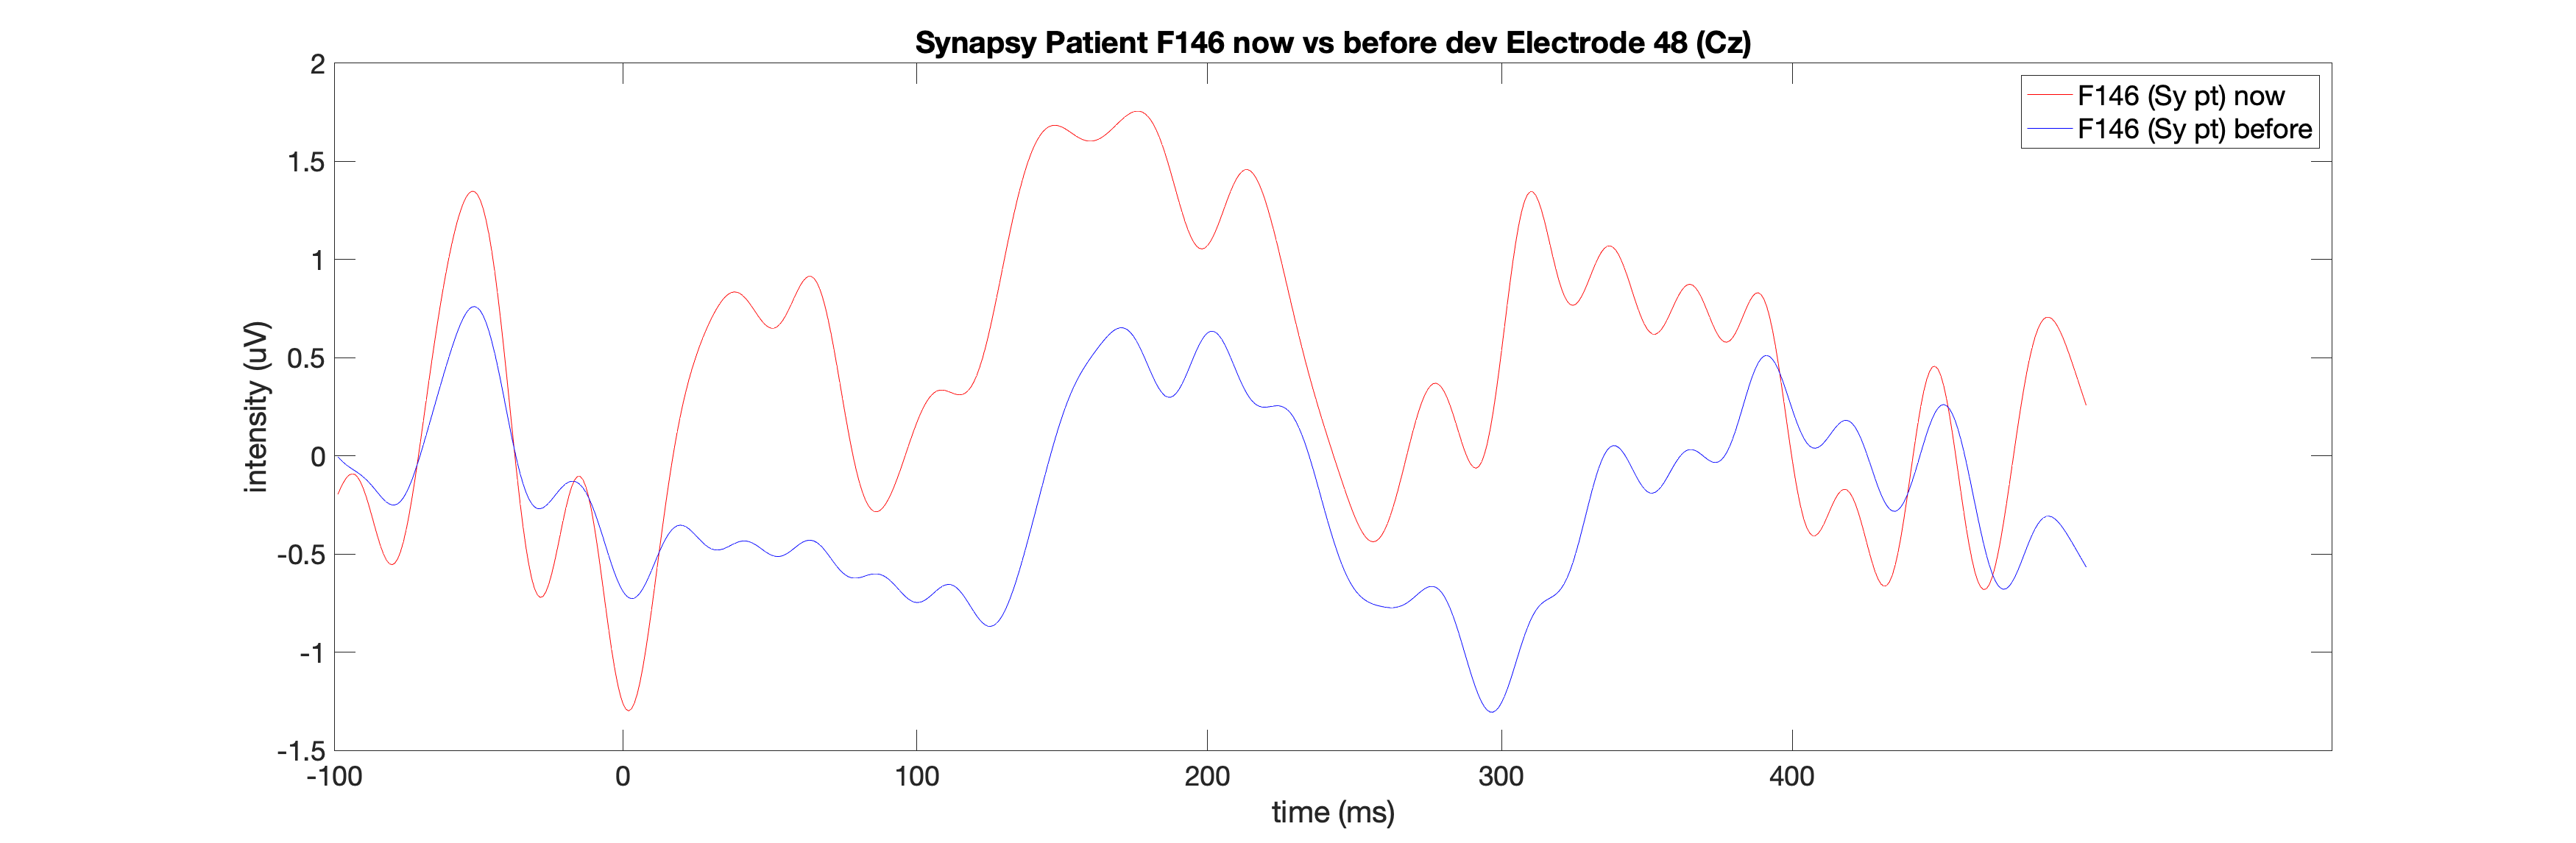 Synapsy Patient F146 now vs before dev Electrode 48 (Cz)
F146 (Sy pt) now
F146 (Sy pt) before
intensity (uV)
2
1.5
1
0.5
0
-0.5
-1
-1.5
-100 0 100 200 300 400
time (ms)